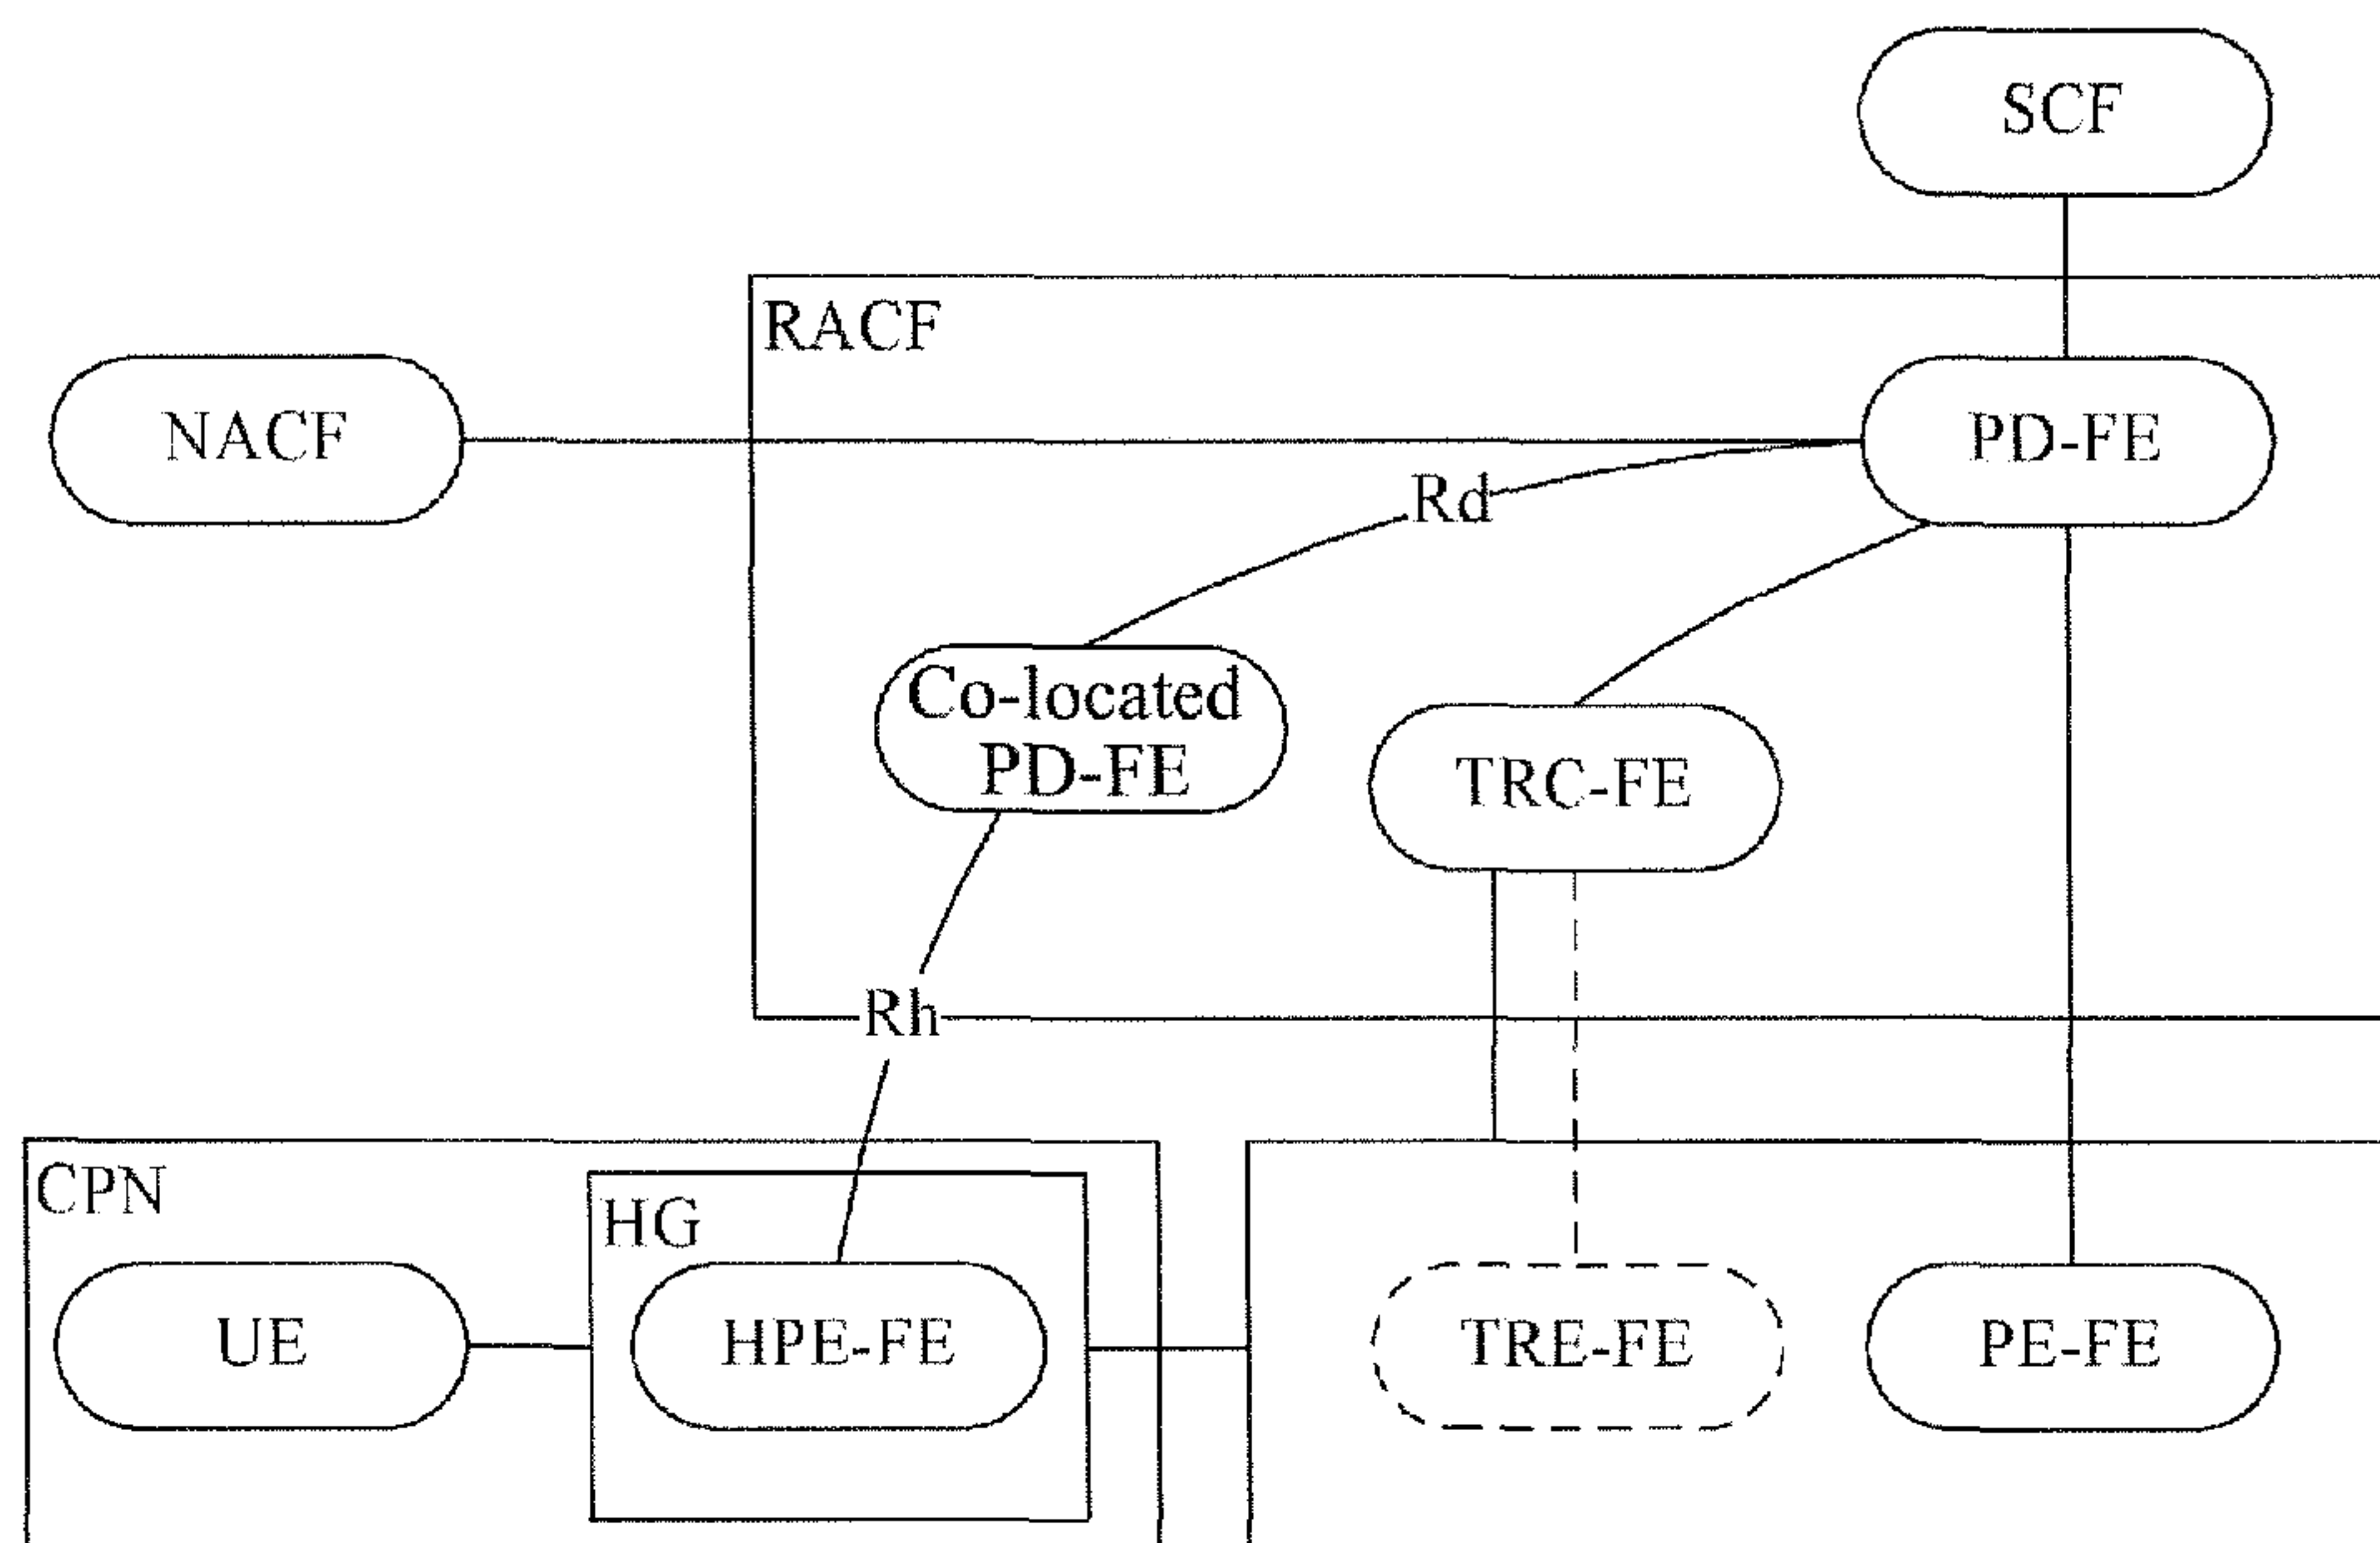 SCF
RACF
NACF
PD-FE
Rd
Co-located
PD-FE
TRC-FE
Rh
CPN
HG
UE
HPE-FE
TRE-FE
PE-FE